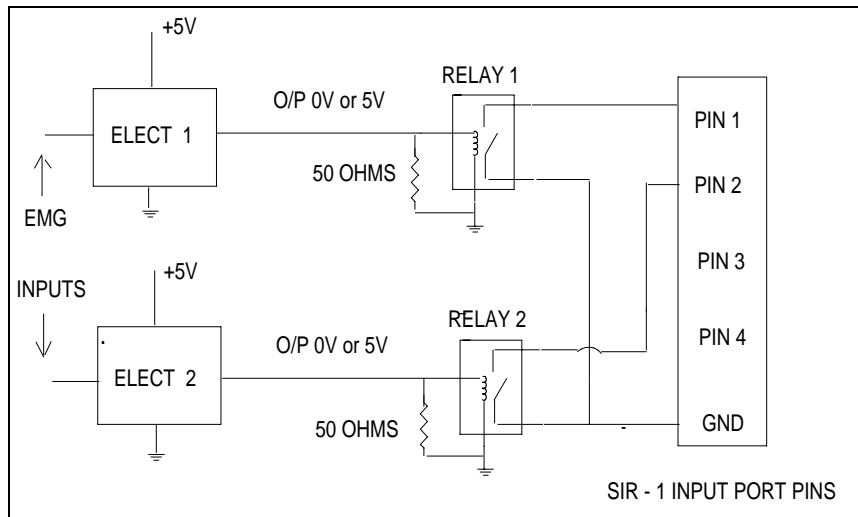 +5V
RELAY 1
O/P 0V or 5V
ELECT 1
PIN 1
50 OHMS
PIN 2
EMG
INPUTS
+5V
PIN 3
RELAY 2
O/P 0V or 5V
PIN 4
ELECT 2
50 OHMS
GND
SIR - 1 INPUT PORT PINS